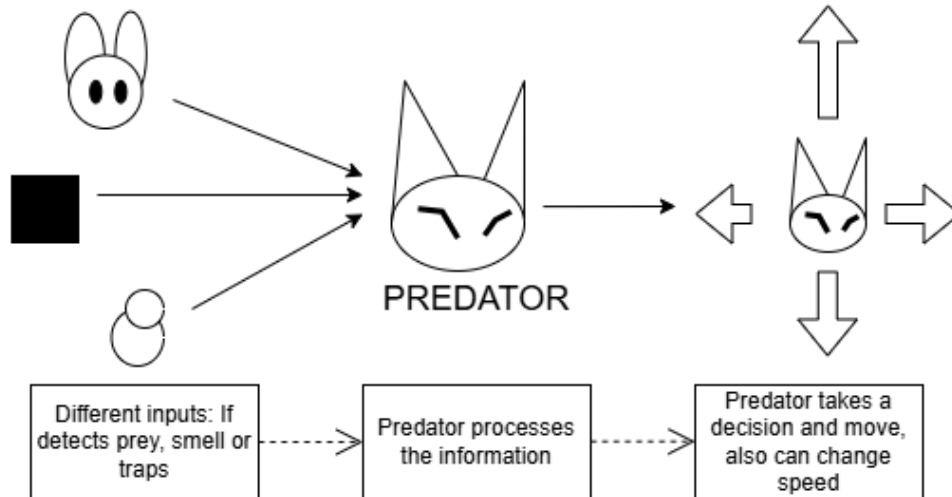 PREDATOR
Different inputs: If
detects prey, smell or
traps
Predator processes
the information
Predator takes a
decision and move,
also can change
speed